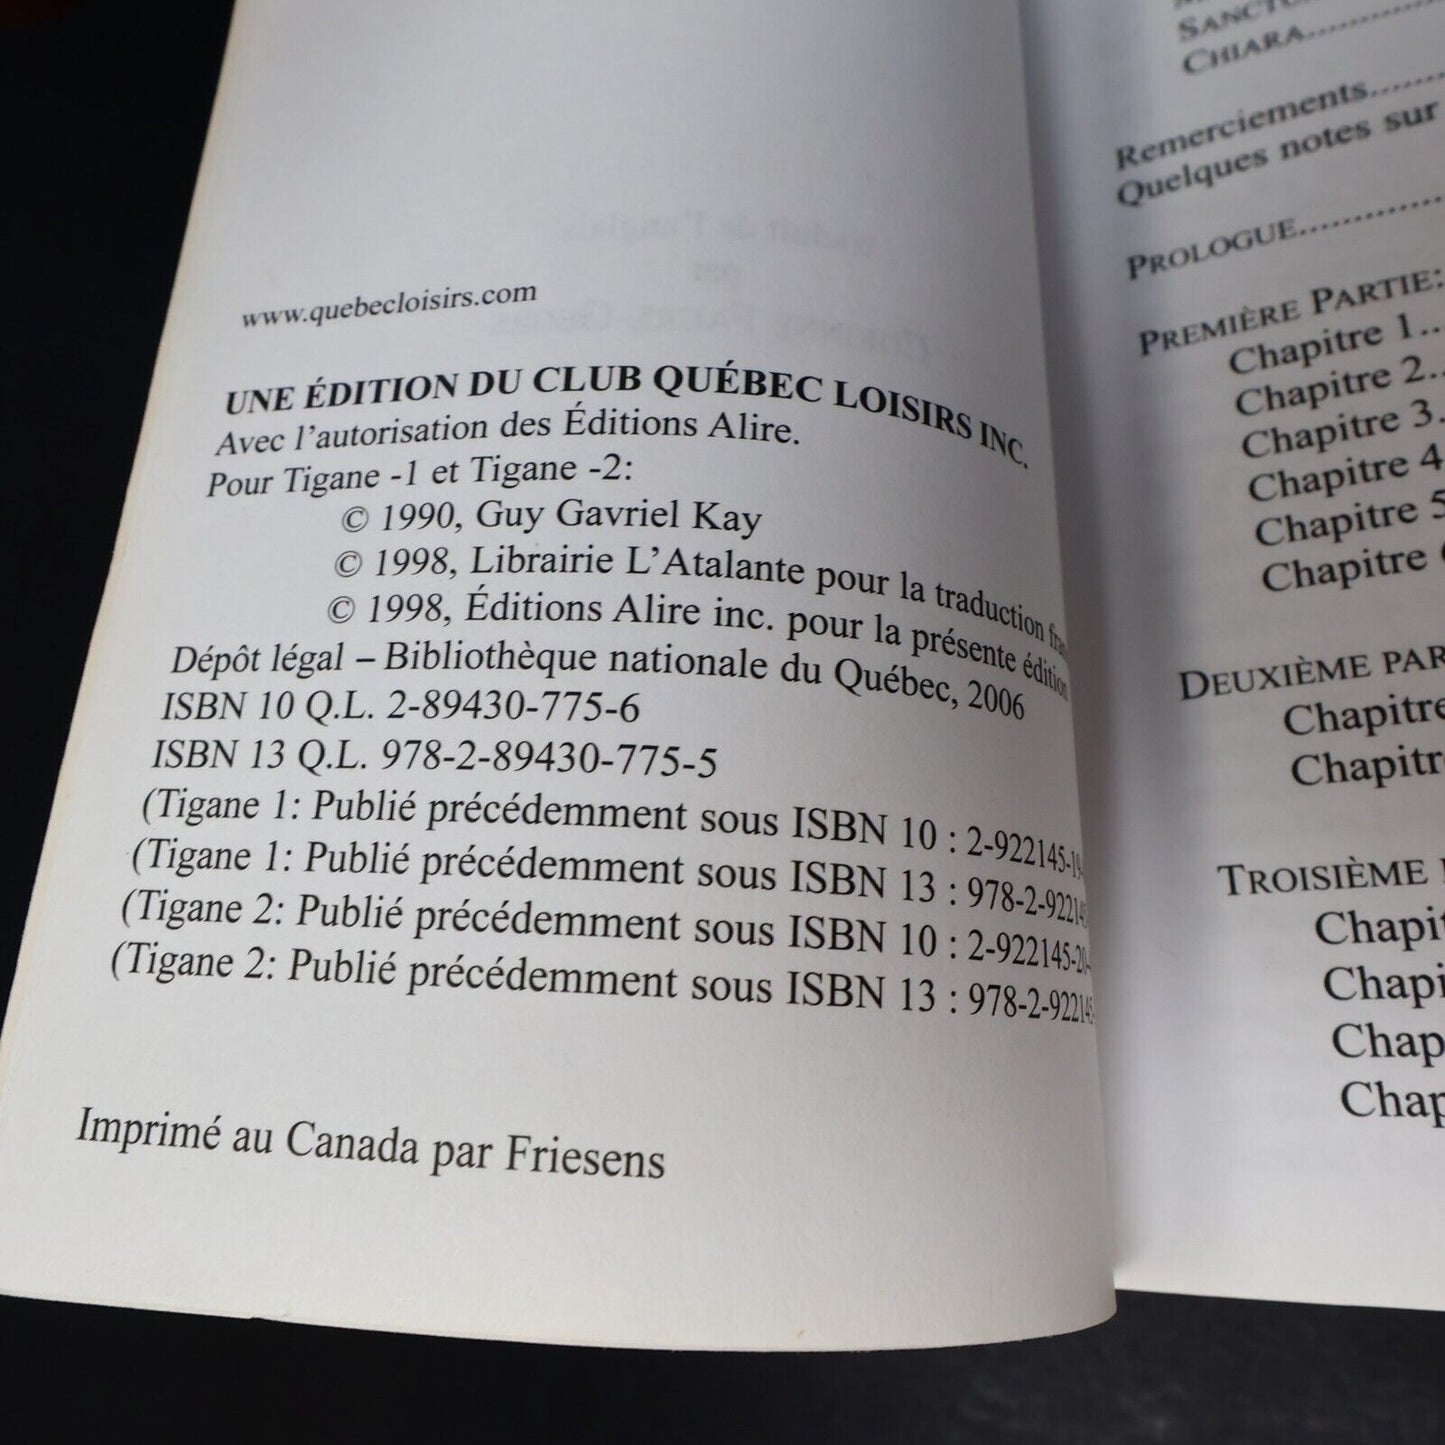 www.quebecloisirs.com
UNE ÉDITION DU CLUB QUÉBEC LOISIRS INC.
Avec l'autorisation des Éditions Alire.
Pour Tigane -1 et Tigane -2:
© 1990, Guy Gavriel Kay
© 1998, Librairie L'Atalante pour la traduction
© 1998, Éditions Alire inc. pour la présente édition
Dépôt légal – Bibliothèque nationale du Québec, 2006
ISBN 10 Q.L. 2-89430-775-6
ISBN 13 Q.L. 978-2-89430-775-5
(Tigane 1: Publié précédemment sous ISBN 10 : 2-922145-19-
(Tigane 1: Publié précédemment sous ISBN 13 : 978-2-922145
(Tigane 2: Publié précédemment sous ISBN 10 : 2-922145-20-
(Tigane 2: Publié précédemment sous ISBN 13 : 978-2-922145-
Imprimé au Canada par Friesens
CHIARA..........
Remerciements.......
Quelques notes sur
PROLOGUE..............
PREMIÈRE PARTIE:
Chapitre 1...
Chapitre 2...
Chapitre 3.
Chapitre 4
Chapitre 5
Chapitre
DEUXIÈME PAR
Chapitre
Chapitr
TROISIÈME
Chapit
Chapi
Chap
Chap